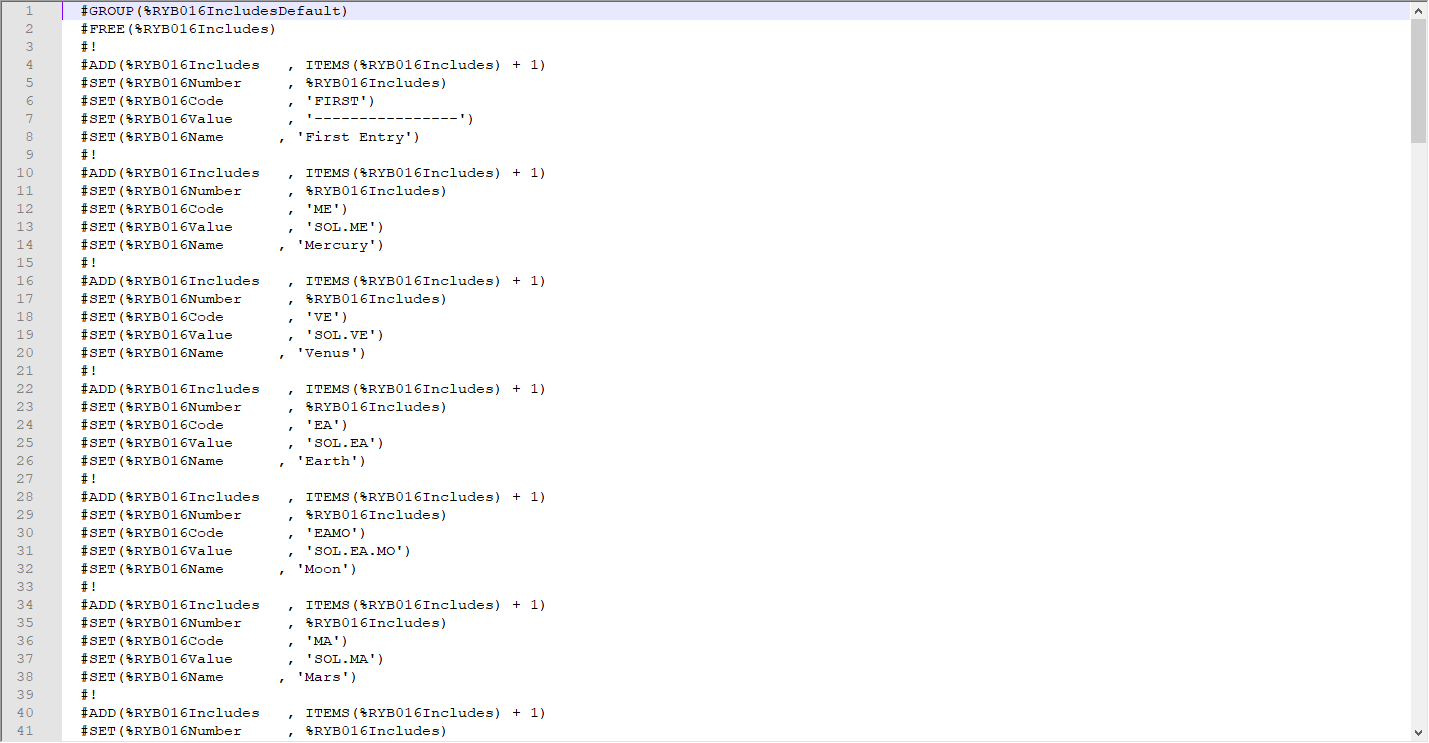 1 #GROUP(%RYB016IncludesDefault)
2 #FREE(%RYB016Includes)
3 #!
4 #ADD(%RYB016Includes   , ITEMS(%RYB016Includes) + 1)
5 #SET(%RYB016Number     , %RYB016Includes)
6 #SET(%RYB016Code       , 'FIRST')
7 #SET(%RYB016Value      , '----------------')
8 #SET(%RYB016Name      , 'First Entry')
9 #!
10 #ADD(%RYB016Includes   , ITEMS(%RYB016Includes) + 1)
11 #SET(%RYB016Number     , %RYB016Includes)
12 #SET(%RYB016Code       , 'ME')
13 #SET(%RYB016Value      , 'SOL.ME')
14 #SET(%RYB016Name      , 'Mercury')
15 #!
16 #ADD(%RYB016Includes   , ITEMS(%RYB016Includes) + 1)
17 #SET(%RYB016Number     , %RYB016Includes)
18 #SET(%RYB016Code       , 'VE')
19 #SET(%RYB016Value      , 'SOL.VE')
20 #SET(%RYB016Name      , 'Venus')
21 #!
22 #ADD(%RYB016Includes   , ITEMS(%RYB016Includes) + 1)
23 #SET(%RYB016Number     , %RYB016Includes)
24 #SET(%RYB016Code       , 'EA')
25 #SET(%RYB016Value      , 'SOL.EA')
26 #SET(%RYB016Name      , 'Earth')
27 #!
28 #ADD(%RYB016Includes   , ITEMS(%RYB016Includes) + 1)
29 #SET(%RYB016Number     , %RYB016Includes)
30 #SET(%RYB016Code       , 'EAMO')
31 #SET(%RYB016Value      , 'SOL.EA.MO')
32 #SET(%RYB016Name      , 'Moon')
33 #!
34 #ADD(%RYB016Includes   , ITEMS(%RYB016Includes) + 1)
35 #SET(%RYB016Number     , %RYB016Includes)
36 #SET(%RYB016Code       , 'MA')
37 #SET(%RYB016Value      , 'SOL.MA')
38 #SET(%RYB016Name      , 'Mars')
39 #!
40 #ADD(%RYB016Includes   , ITEMS(%RYB016Includes) + 1)
41 #SET(%RYB016Number     , %RYB016Includes)